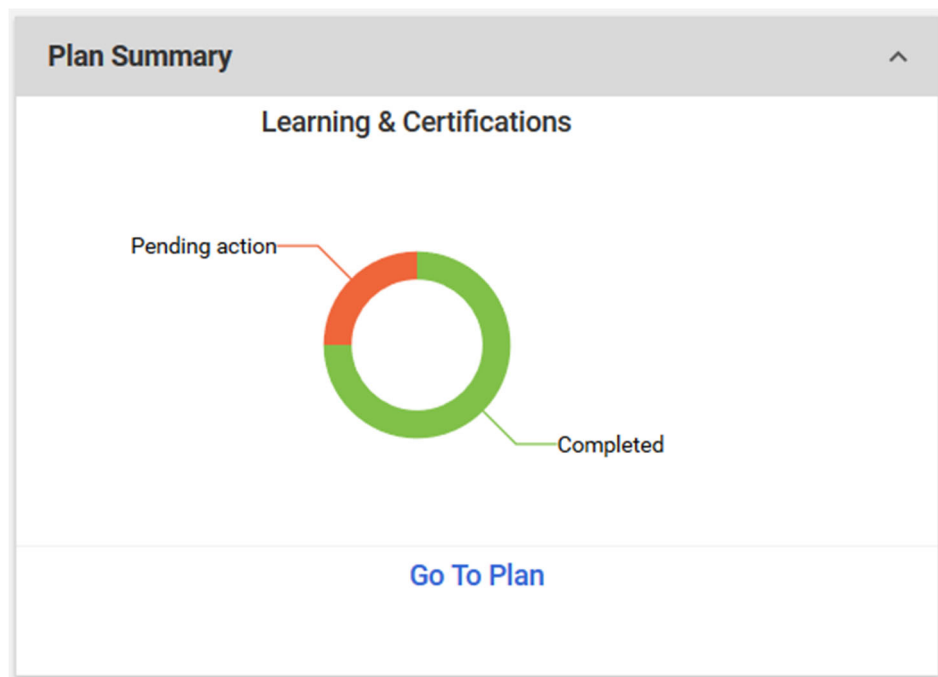 Plan Summary
Learning & Certifications
Pending action
Completed
Go To Plan